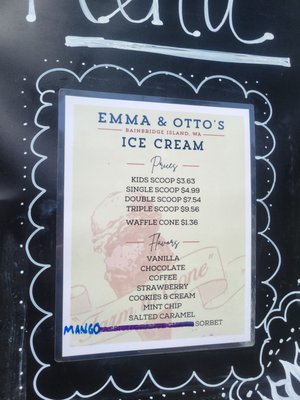 Menu
EMMA & OTTO'S
BAINBRIDGE ISLAND, WA
ICE CREAM
Prices
KIDS SCOOP $3.63
SINGLE SCOOP $4.99
DOUBLE SCOOP $7.54
TRIPLE SCOOP $9.56
WAFFLE CONE $1.36
Flavors
VANILLA
CHOCOLATE
COFFEE
STRAWBERRY
COOKIES & CREAM
MINT CHIP
SALTED CARAMEL
MANGO SORBET